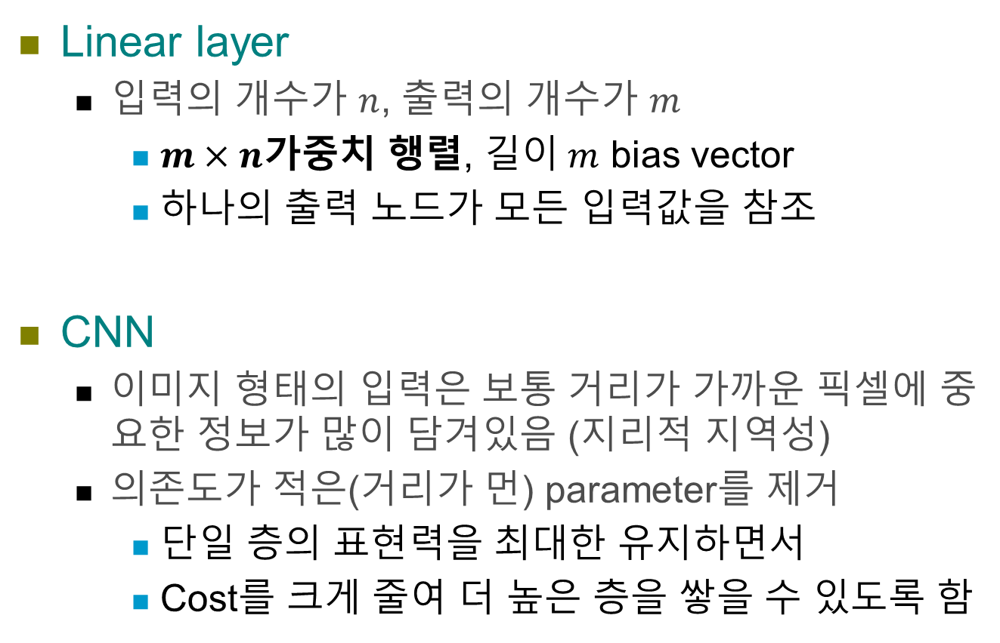 Linear layer
입력의 개수가 n, 출력의 개수가 m
m × n가중치 행렬, 길이 m bias vector
하나의 출력 노드가 모든 입력값을 참조
CNN
이미지 형태의 입력은 보통 거리가 가까운 픽셀에 중
요한 정보가 많이 담겨있음 (지리적 지역성)
의존도가 적은(거리가 먼) parameter를 제거
단일 층의 표현력을 최대한 유지하면서
Cost를 크게 줄여 더 높은 층을 쌓을 수 있도록 함